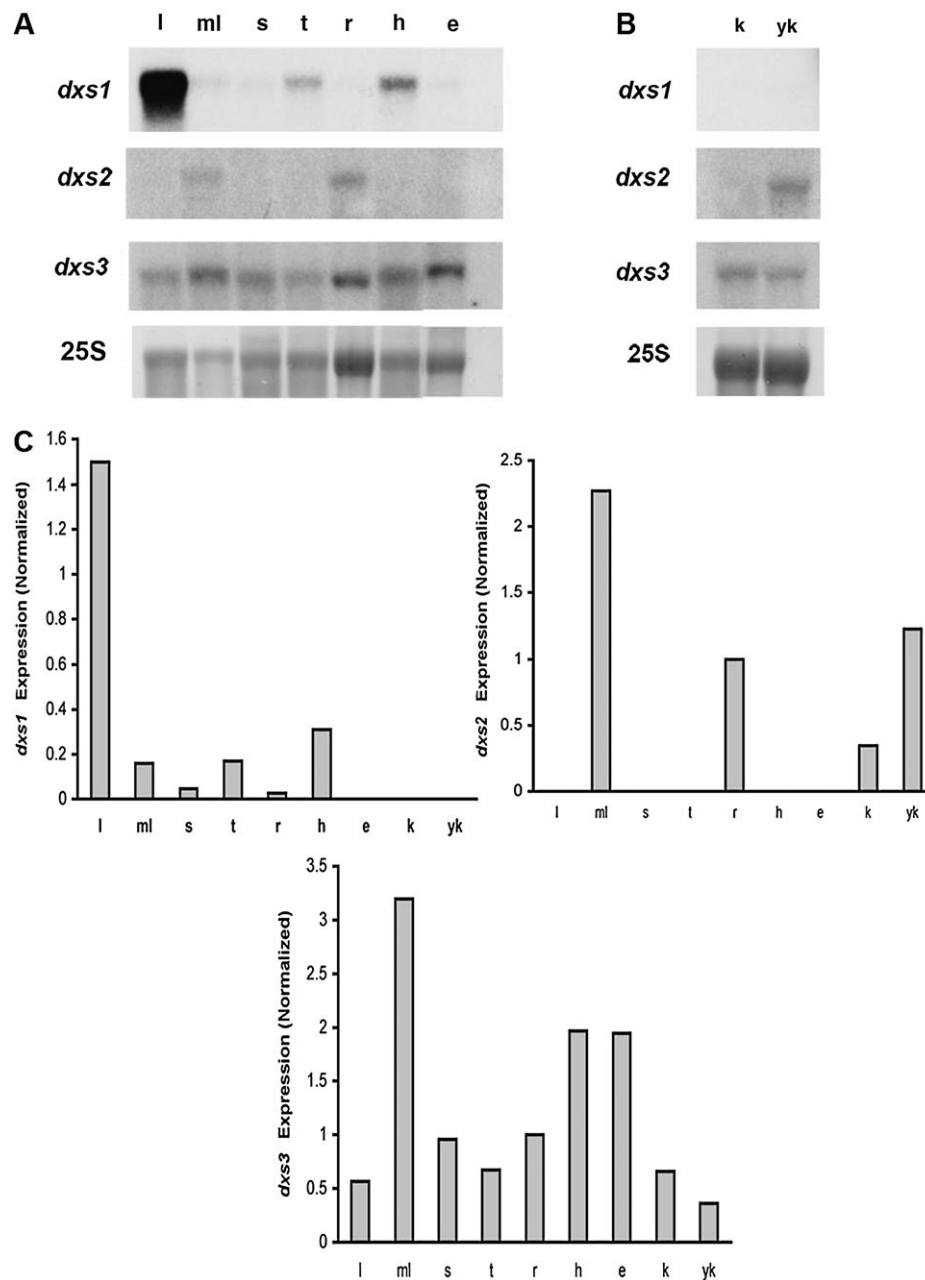 A l ml s t r h e
dxs1
dxs2
dxs3
25S
B k yk
dxs1
dxs2
dxs3
25S
C
dxs1 Expression (Normalized)
1.6
1.4
1.2
1
0.8
0.6
0.4
0.2
0
l ml s t r h e k yk
dxs2 Expression (Normalized)
2.5
2
1.5
1
0.5
0
l ml s t r h e k yk
dxs3 Expression (Normalized)
3.5
3
2.5
2
1.5
1
0.5
0
l ml s t r h e k yk